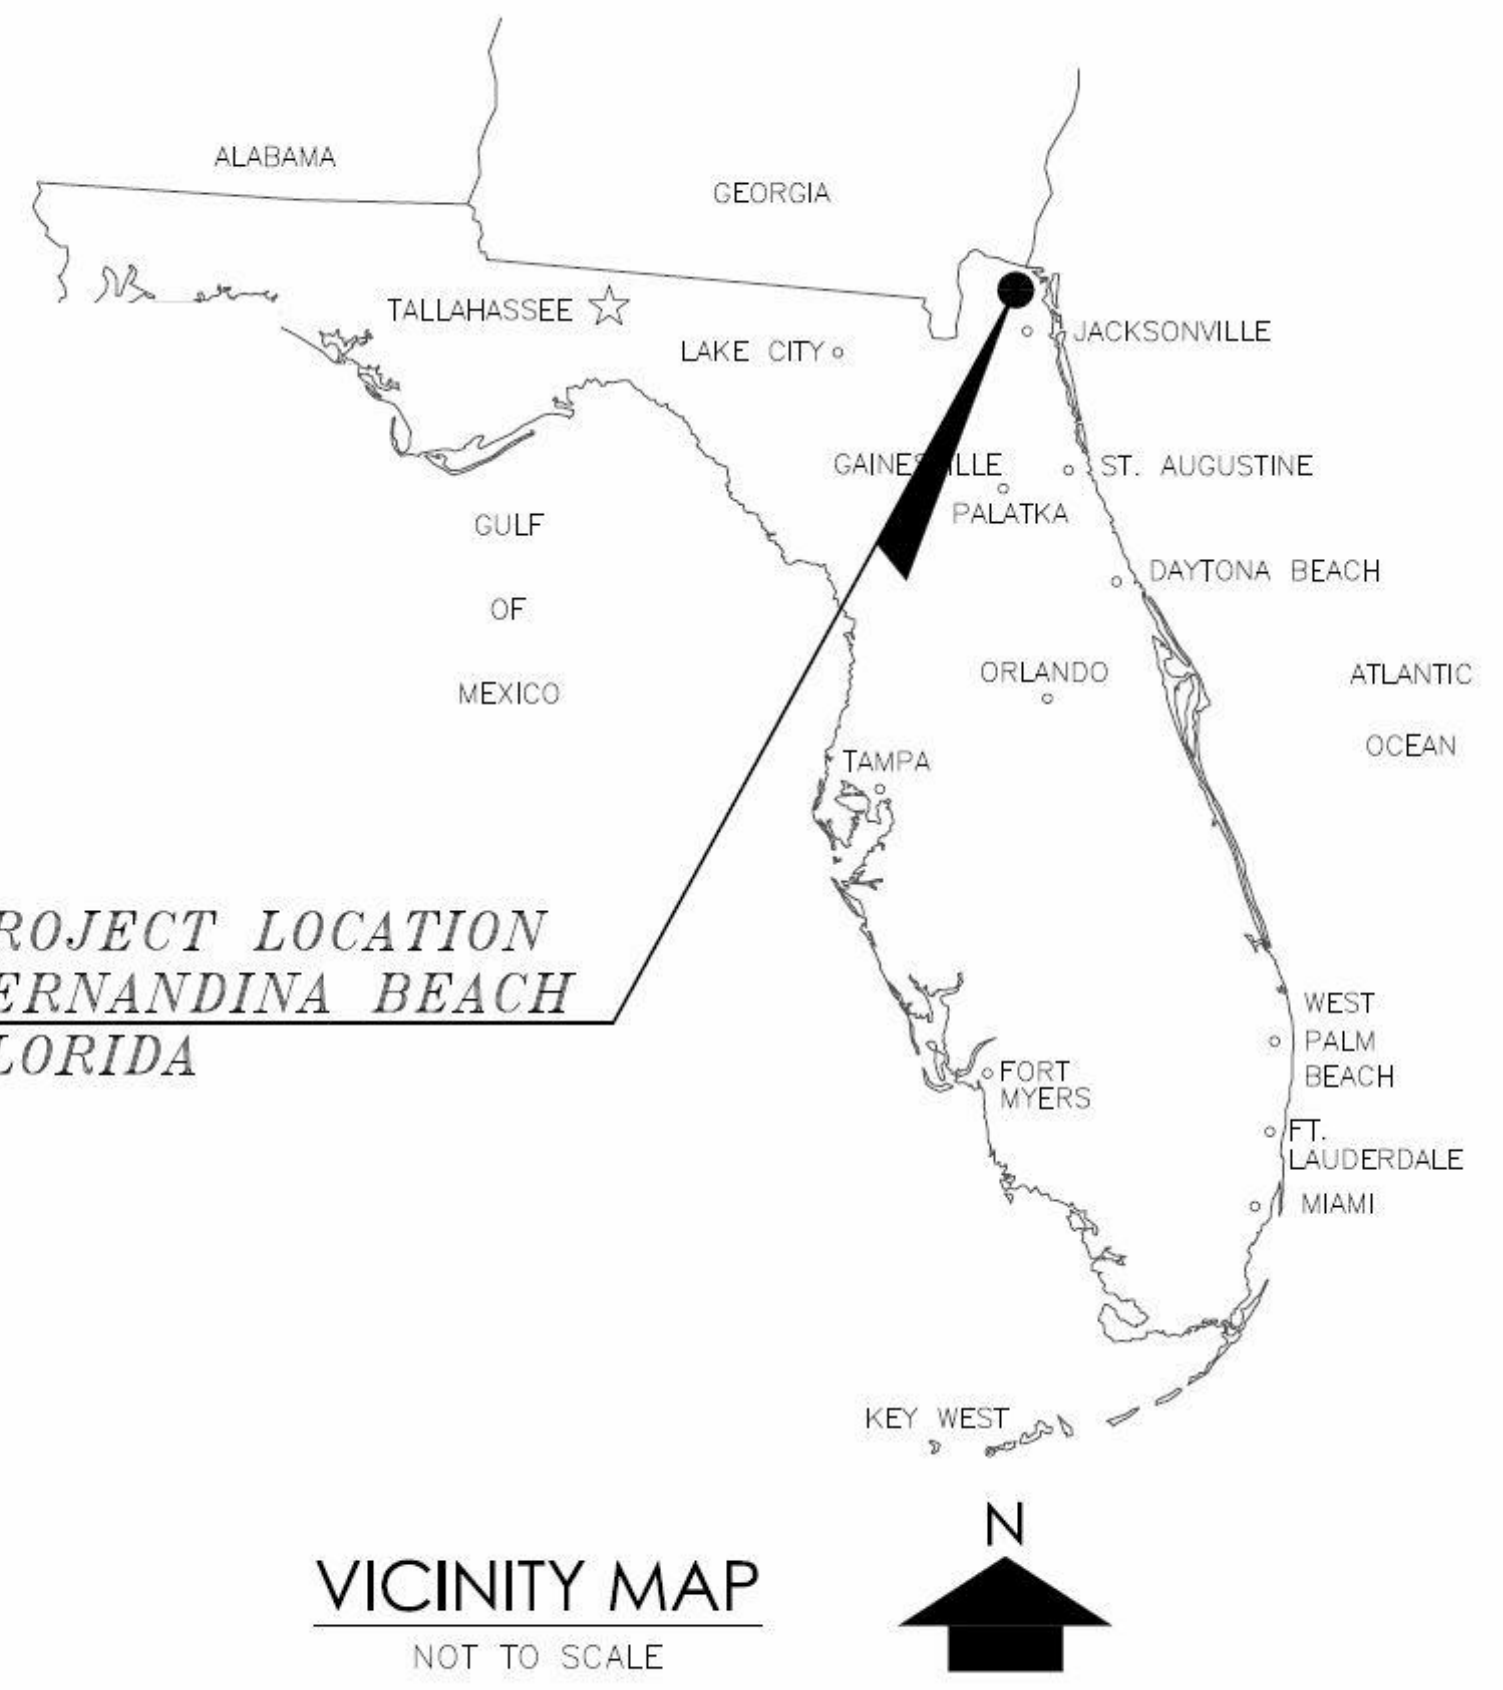 ALABAMA
GEORGIA
TALLAHASSEE
JACKSONVILLE
LAKE CITY
GAINESVILLE
ST. AUGUSTINE
PALATKA
GULF
OF
MEXICO
DAYTONA BEACH
ORLANDO
ATLANTIC
OCEAN
TAMPA
ROJECT LOCATION
ERNANDINA BEACH
LORIDA
WEST
PALM
BEACH
FORT
MYERS
FT.
LAUDERDALE
MIAMI
KEY WEST
N
VICINITY MAP
NOT TO SCALE